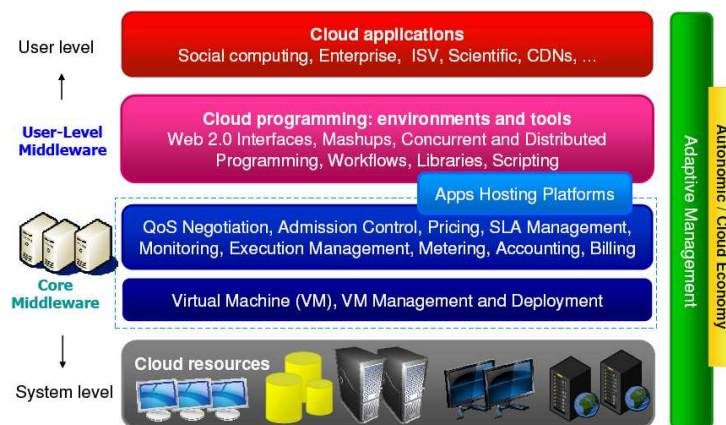 User level
Cloud applications
Social computing, Enterprise, ISV, Scientific, CDNs, ...
User-Level
Middleware
Cloud programming: environments and tools
Web 2.0 Interfaces, Mashups, Concurrent and Distributed
Programming, Workflows, Libraries, Scripting
Apps Hosting Platforms
QoS Negotiation, Admission Control, Pricing, SLA Management,
Monitoring, Execution Management, Metering, Accounting, Billing
Core
Middleware
Virtual Machine (VM), VM Management and Deployment
Cloud resources
System level
Adaptive Management
Autonomic / Cloud Economy